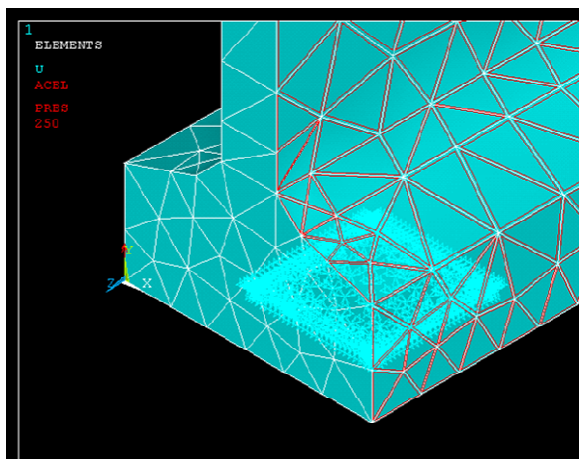 1
ELEMENTS
U
ACEL
PRES
250
Y
Z X